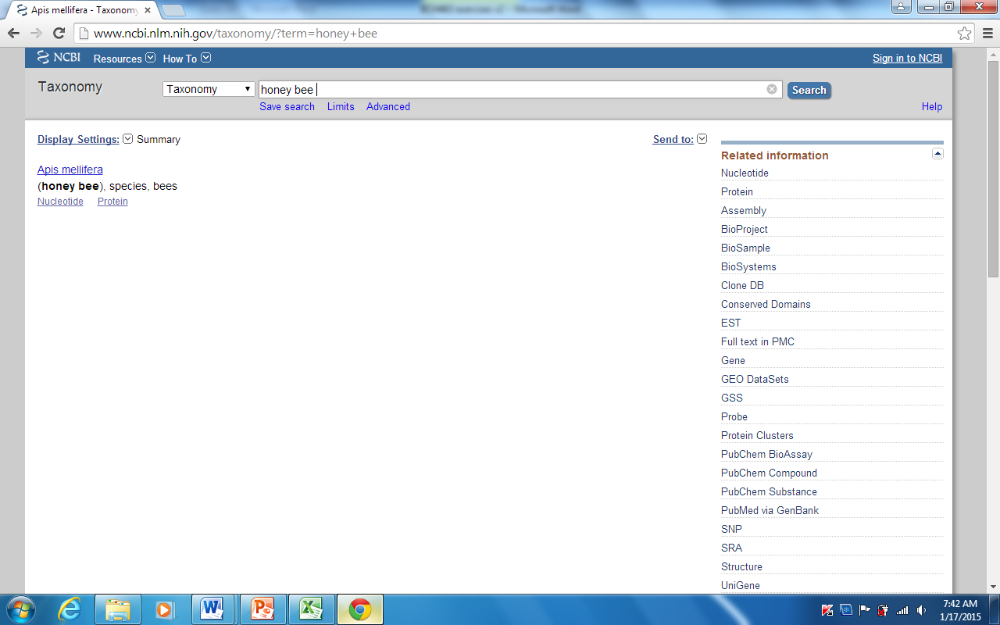 Apis mellifera - Taxonomy
www.ncbi.nlm.nih.gov/taxonomy/?term=honey+bee
NCBI Resources How To Sign in to NCBI
Taxonomy Taxonomy honey bee Search
Save search Limits Advanced Help
Display Settings: Summary Send to:
Apis mellifera
(honey bee), species, bees
Nucleotide Protein
Related information
Nucleotide
Protein
Assembly
BioProject
BioSample
BioSystems
Clone DB
Conserved Domains
EST
Full text in PMC
Gene
GEO DataSets
GSS
Probe
Protein Clusters
PubChem BioAssay
PubChem Compound
PubChem Substance
PubMed via GenBank
SNP
SRA
Structure
UniGene
7:42 AM
1/17/2015